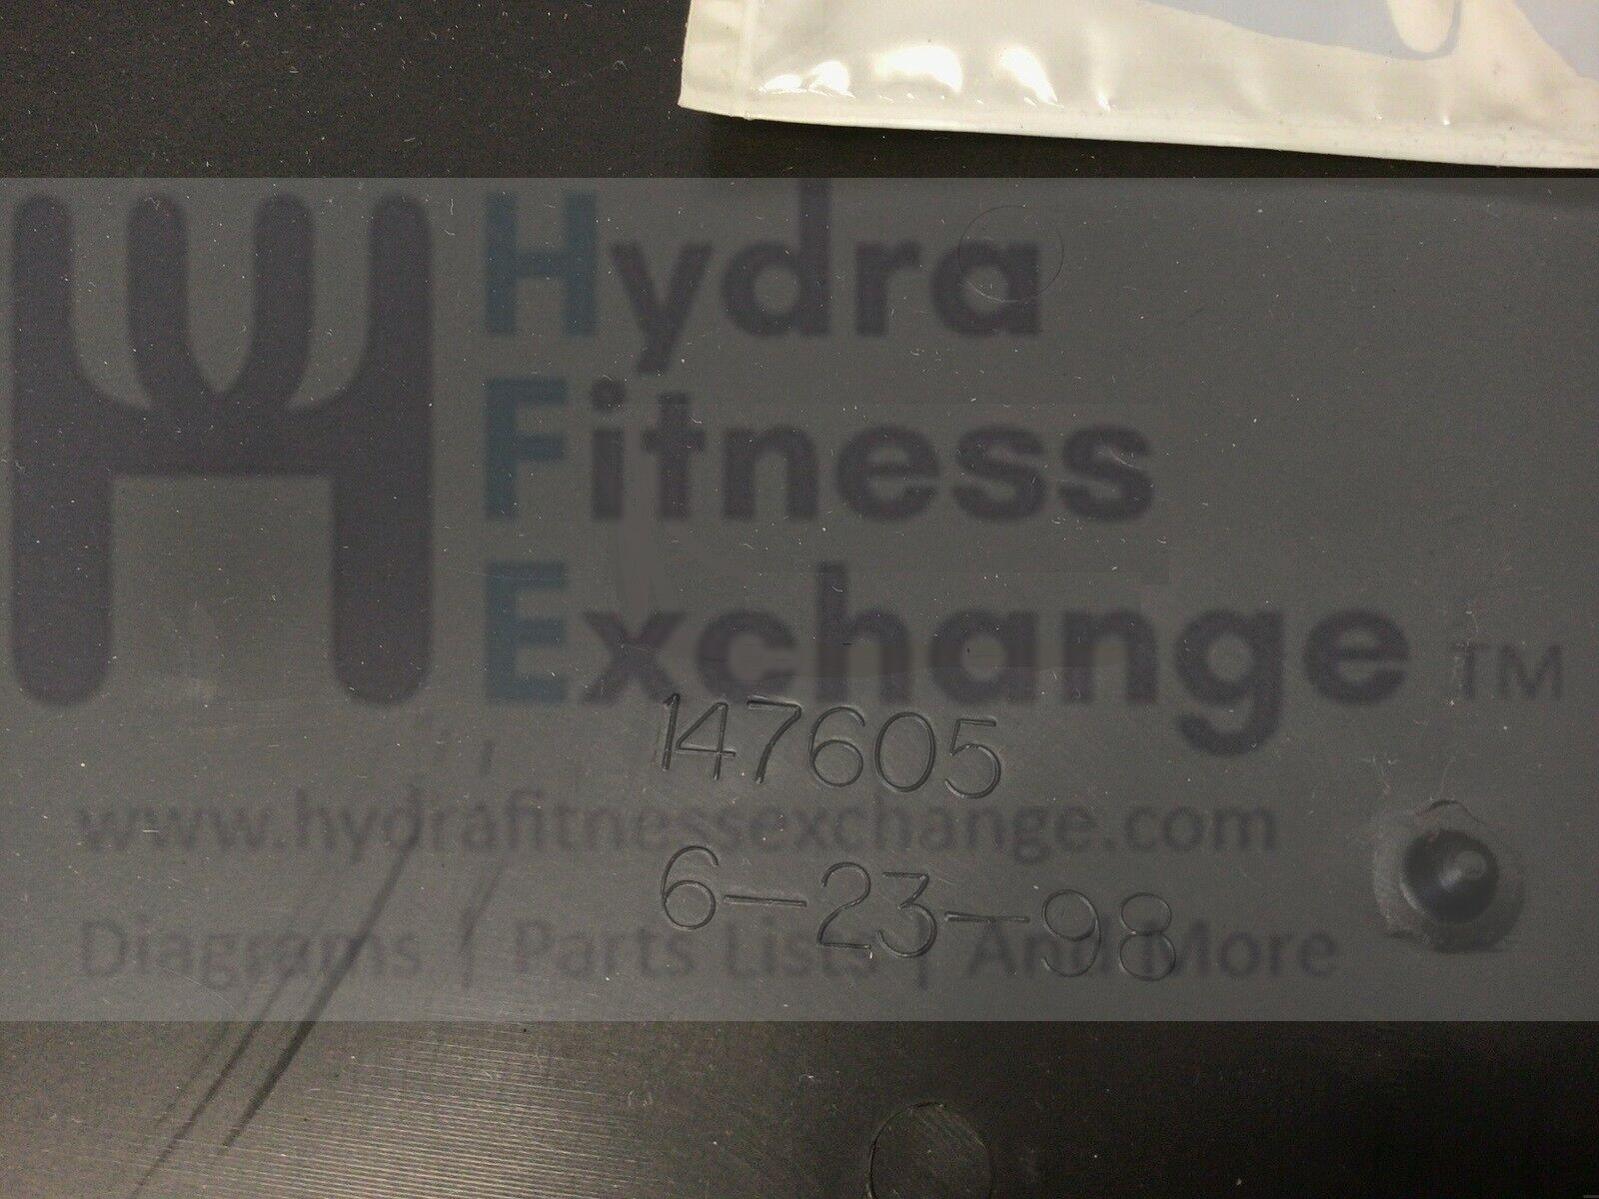 Hydra
Fitness
Exchange TM
147605
www.hydrafitnessexchange.com
6-23-98
Diagrams | Parts Lists | And More